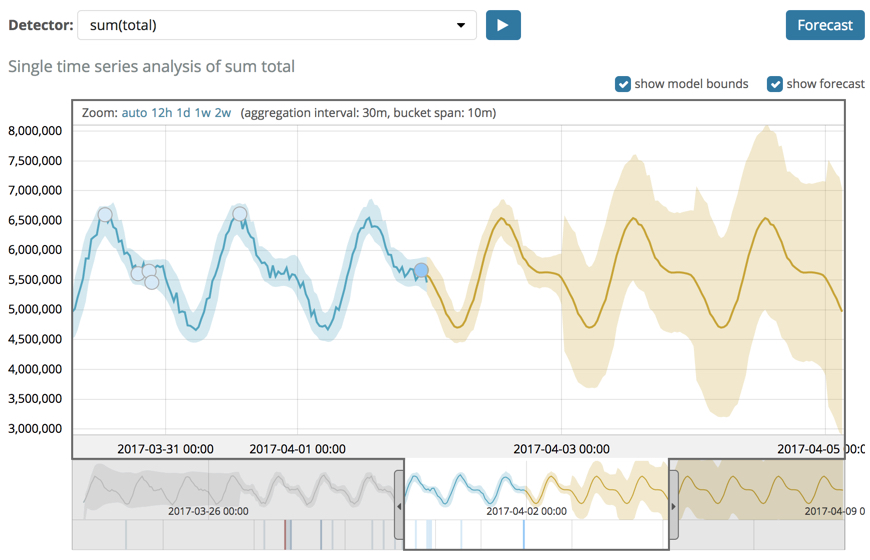 Detector: sum(total) Forecast
Single time series analysis of sum total
show model bounds show forecast
Zoom: auto 12h 1d 1w 2w (aggregation interval: 30m, bucket span: 10m)
8,000,000
7,500,000
7,000,000
6,500,000
6,000,000
5,500,000
5,000,000
4,500,000
4,000,000
3,500,000
3,000,000
2017-03-31 00:00 2017-04-01 00:00 2017-04-03 00:00 2017-04-05 00:0
2017-03-26 00:00 2017-04-02 00:00 2017-04-09 0